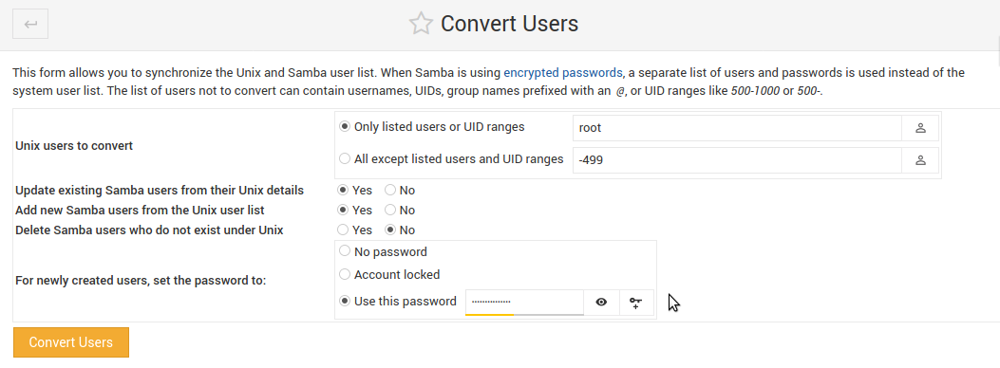 Convert Users
This form allows you to synchronize the Unix and Samba user list. When Samba is using encrypted passwords, a separate list of users and passwords is used instead of the
system user list. The list of users not to convert can contain usernames, UIDs, group names prefixed with an @, or UID ranges like 500-1000 or 500-.
Unix users to convert
Only listed users or UID ranges root
All except listed users and UID ranges -499
Update existing Samba users from their Unix details Yes No
Add new Samba users from the Unix user list Yes No
Delete Samba users who do not exist under Unix Yes No
For newly created users, set the password to:
No password
Account locked
Use this password ···············
Convert Users